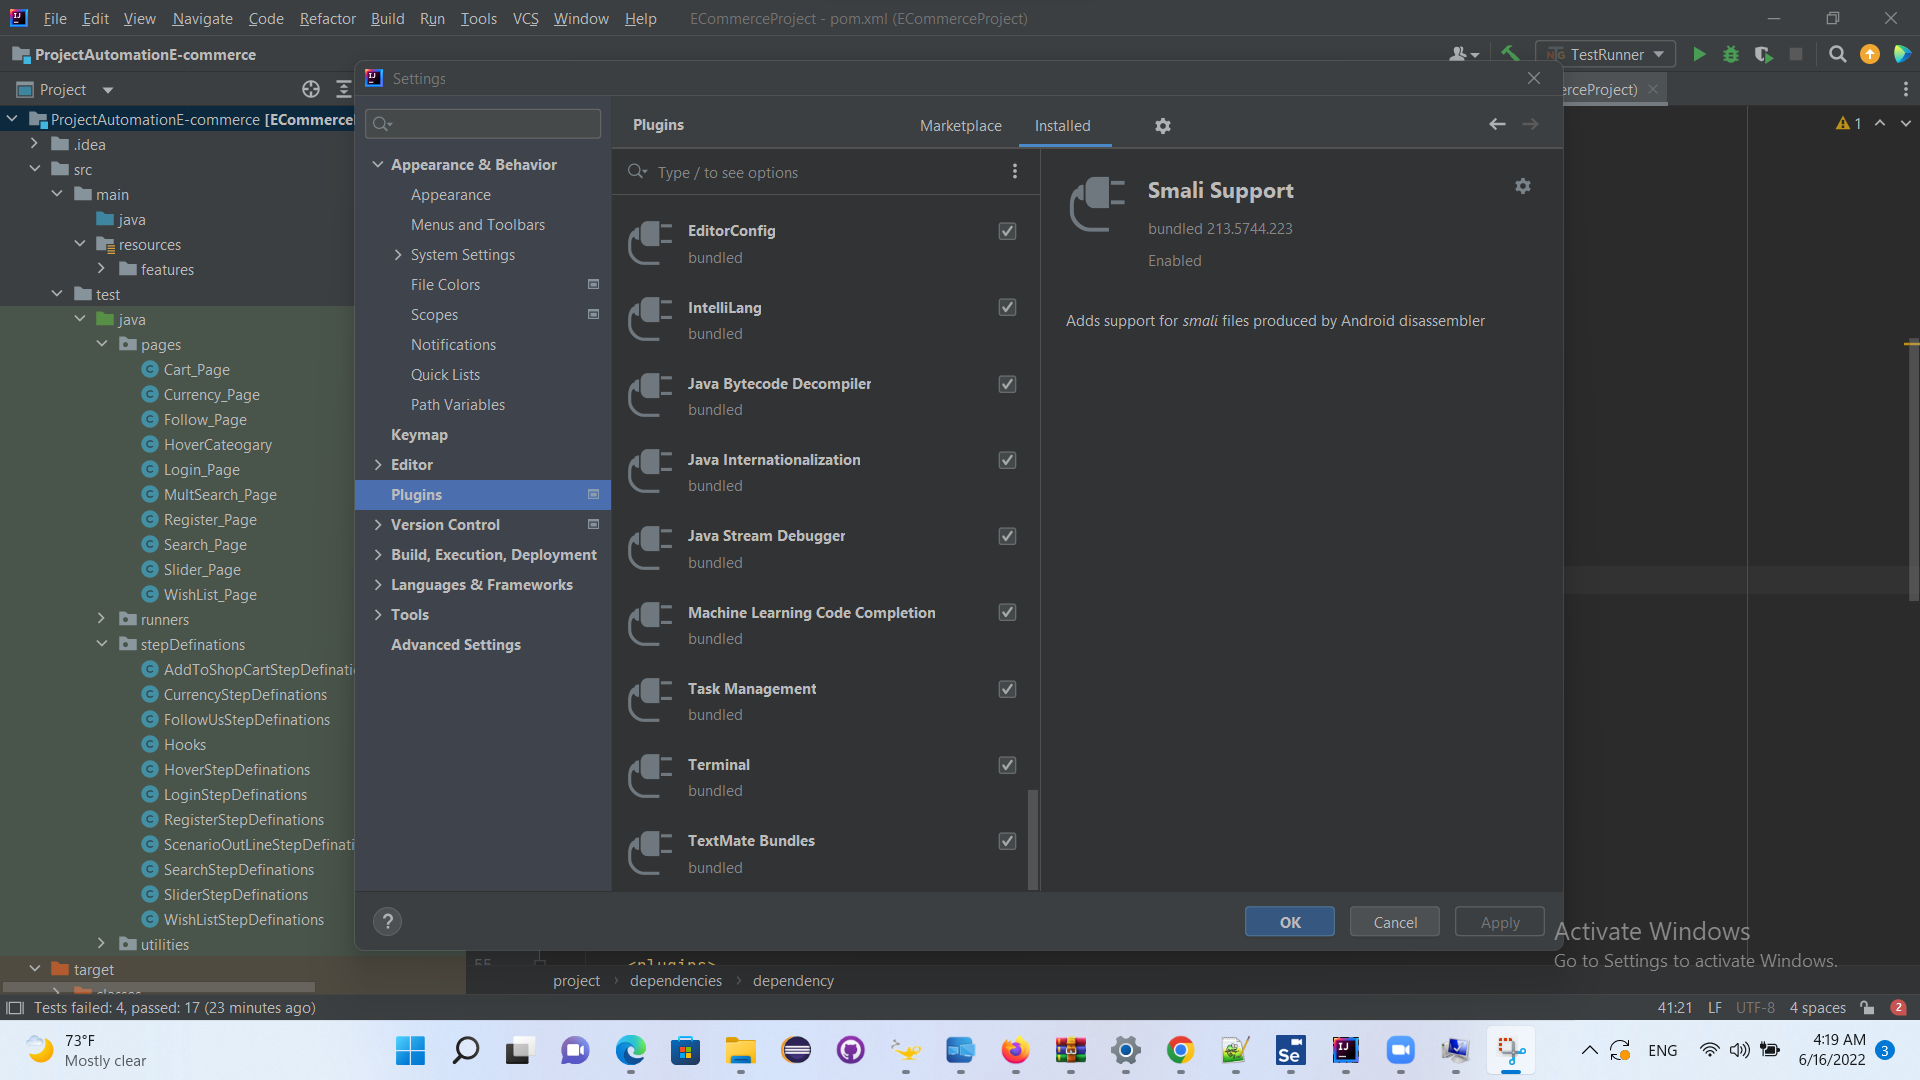 File Edit View Navigate Code Refactor Build Run Tools VCS Window Help ECommerceProject - pom.xml (ECommerceProject)
ProjectAutomationE-commerce
TestRunner
Project
erceProject)
ProjectAutomationE-commerce [ECommercel
.idea
src
main
java
resources
features
test
java
pages
Cart_Page
Currency_Page
Follow_Page
HoverCateogary
Login_Page
MultSearch_Page
Register_Page
Search_Page
Slider_Page
WishList_Page
runners
stepDefinations
AddToShopCartStepDefinati
CurrencyStepDefinations
FollowUsStepDefinations
Hooks
HoverStepDefinations
LoginStepDefinations
RegisterStepDefinations
ScenarioOutLineStepDefinati
SearchStepDefinations
SliderStepDefinations
WishListStepDefinations
utilities
target
classes
Settings
Appearance & Behavior
Appearance
Menus and Toolbars
System Settings
File Colors
Scopes
Notifications
Quick Lists
Path Variables
Keymap
Editor
Plugins
Version Control
Build, Execution, Deployment
Languages & Frameworks
Tools
Advanced Settings
?
Plugins Marketplace Installed
Type / to see options
EditorConfig
bundled
IntelliLang
bundled
Java Bytecode Decompiler
bundled
Java Internationalization
bundled
Java Stream Debugger
bundled
Machine Learning Code Completion
bundled
Task Management
bundled
Terminal
bundled
TextMate Bundles
bundled
Smali Support
bundled 213.5744.223
Enabled
Adds support for smali files produced by Android disassembler
OK Cancel Apply
1
Activate Windows
Go to Settings to activate Windows.
55 <plugins>
project › dependencies › dependency
Tests failed: 4, passed: 17 (23 minutes ago)
41:21 LF UTF-8 4 spaces 2
73°F
Mostly clear
Se
ENG
4:19 AM
6/16/2022
3